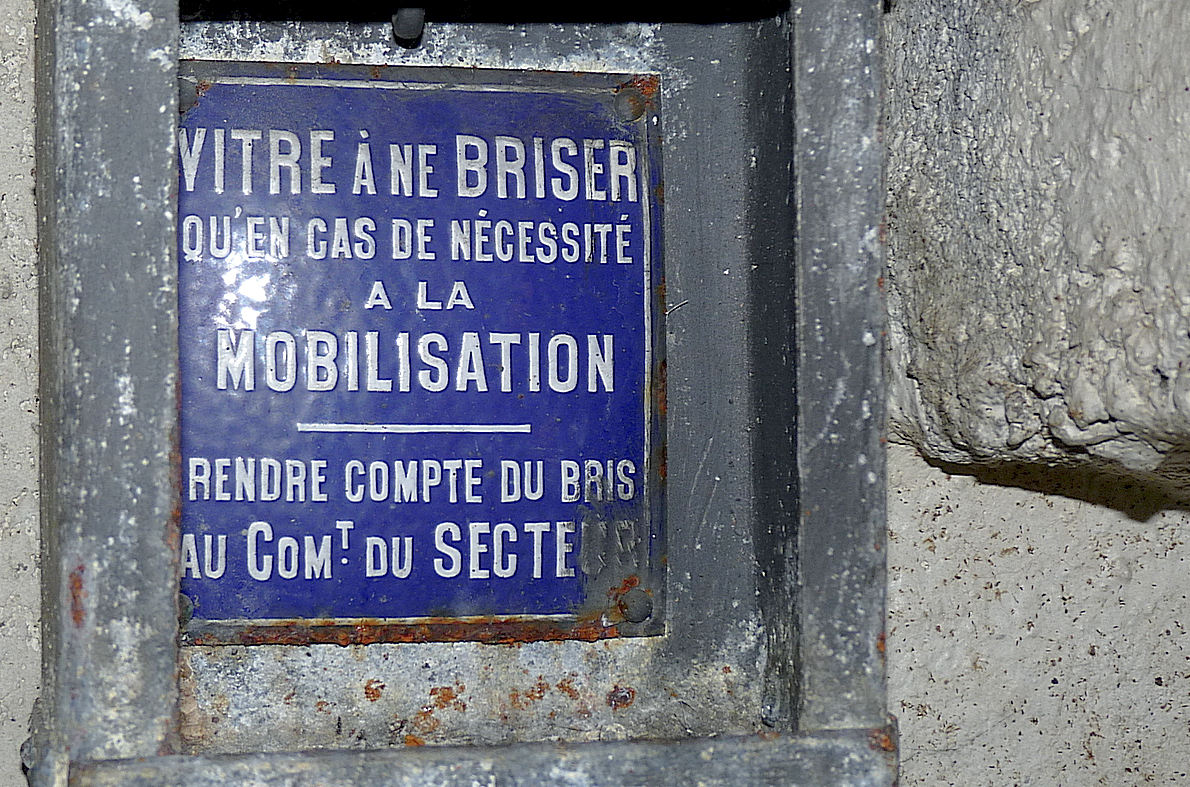 VITRE À NE BRISER
QU'EN CAS DE NÉCESSITÉ
A LA
MOBILISATION
RENDRE COMPTE DU BRIS
AU COMT. DU SECTEUR